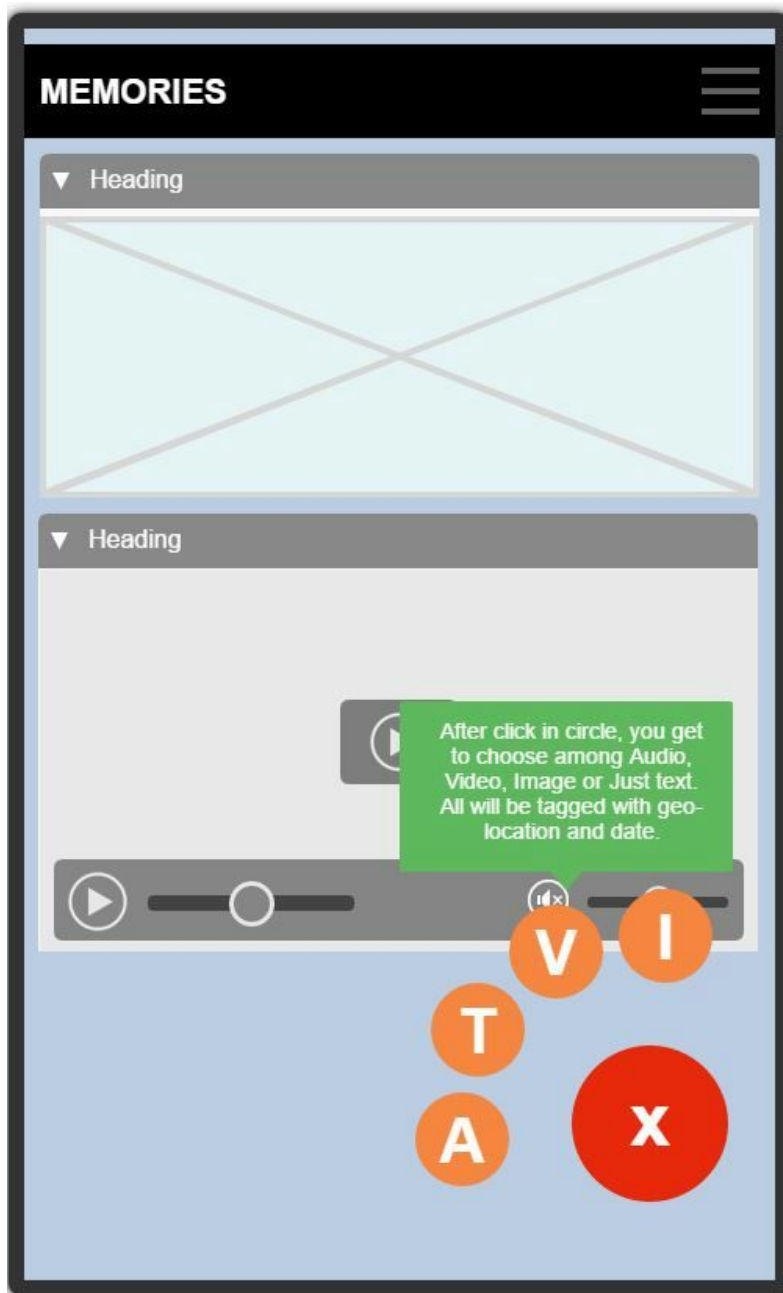 MEMORIES
▼ Heading
▼ Heading
After click in circle, you get
to choose among Audio,
Video, Image or Just text.
All will be tagged with geo-
location and date.
V
I
T
A
x